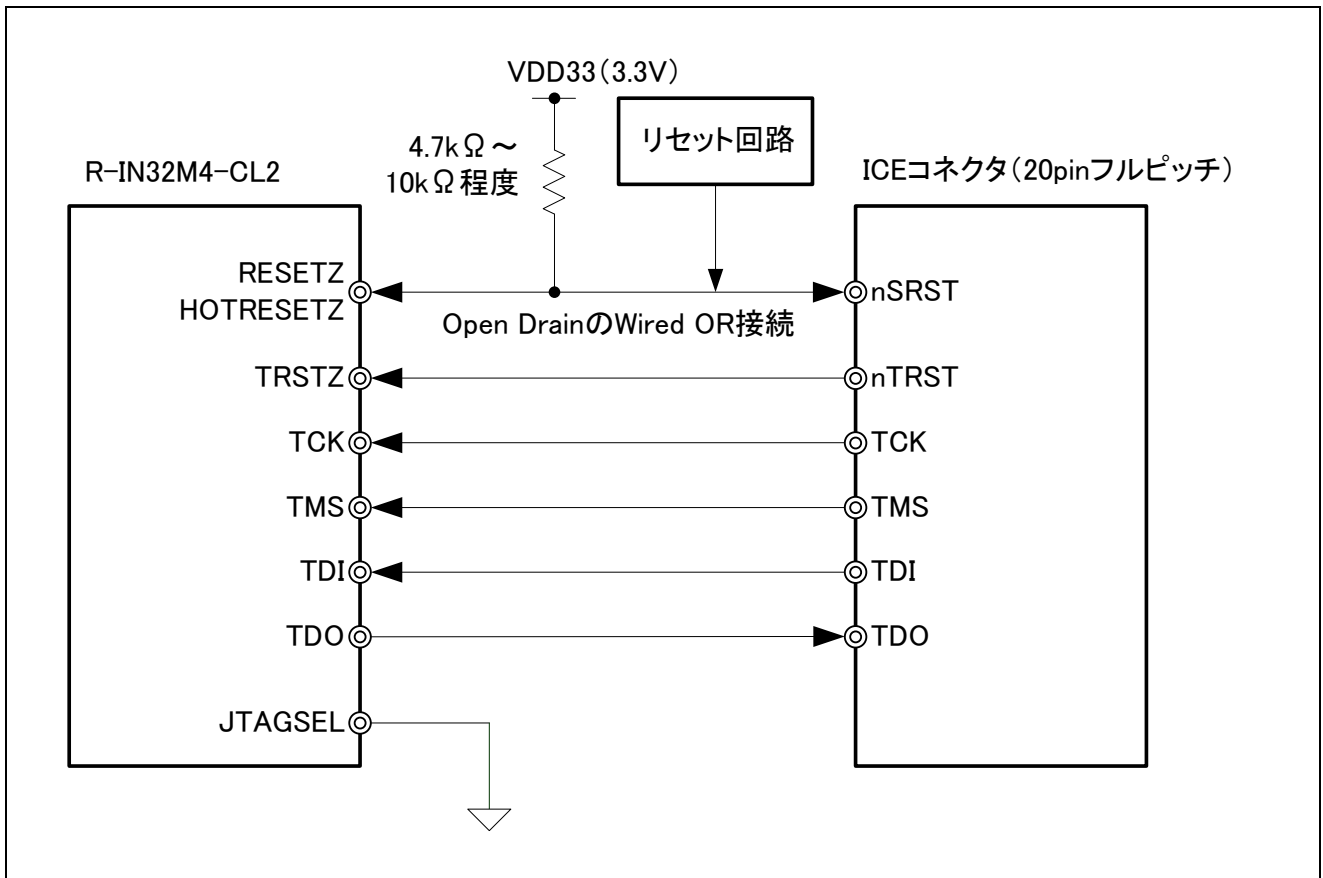 VDD33(3.3V)
リセット回路
4.7kΩ～
10kΩ程度
R-IN32M4-CL2
ICEコネクタ(20pinフルピッチ)
RESETZ
HOTRESETZ
nSRST
Open DrainのWired OR接続
TRSTZ
nTRST
TCK
TCK
TMS
TMS
TDI
TDI
TDO
TDO
JTAGSEL